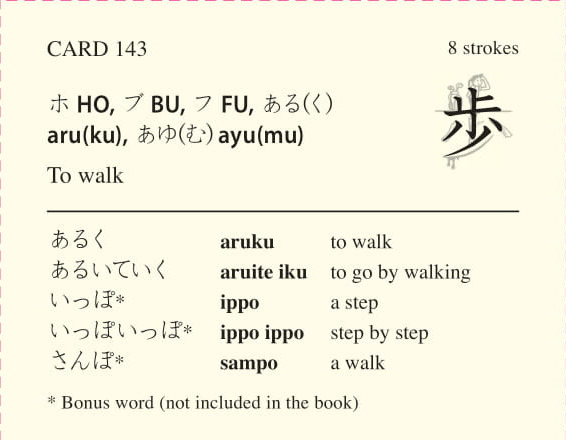 CARD 143 8 strokes
ホ HO, ブ BU, フ FU, ある(く)
aru(ku), あゆ(む) ayu(mu)
歩
To walk
あるく aruku to walk
あるいていく aruite iku to go by walking
いっぽ* ippo a step
いっぽいっぽ* ippo ippo step by step
さんぽ* sampo a walk
* Bonus word (not included in the book)